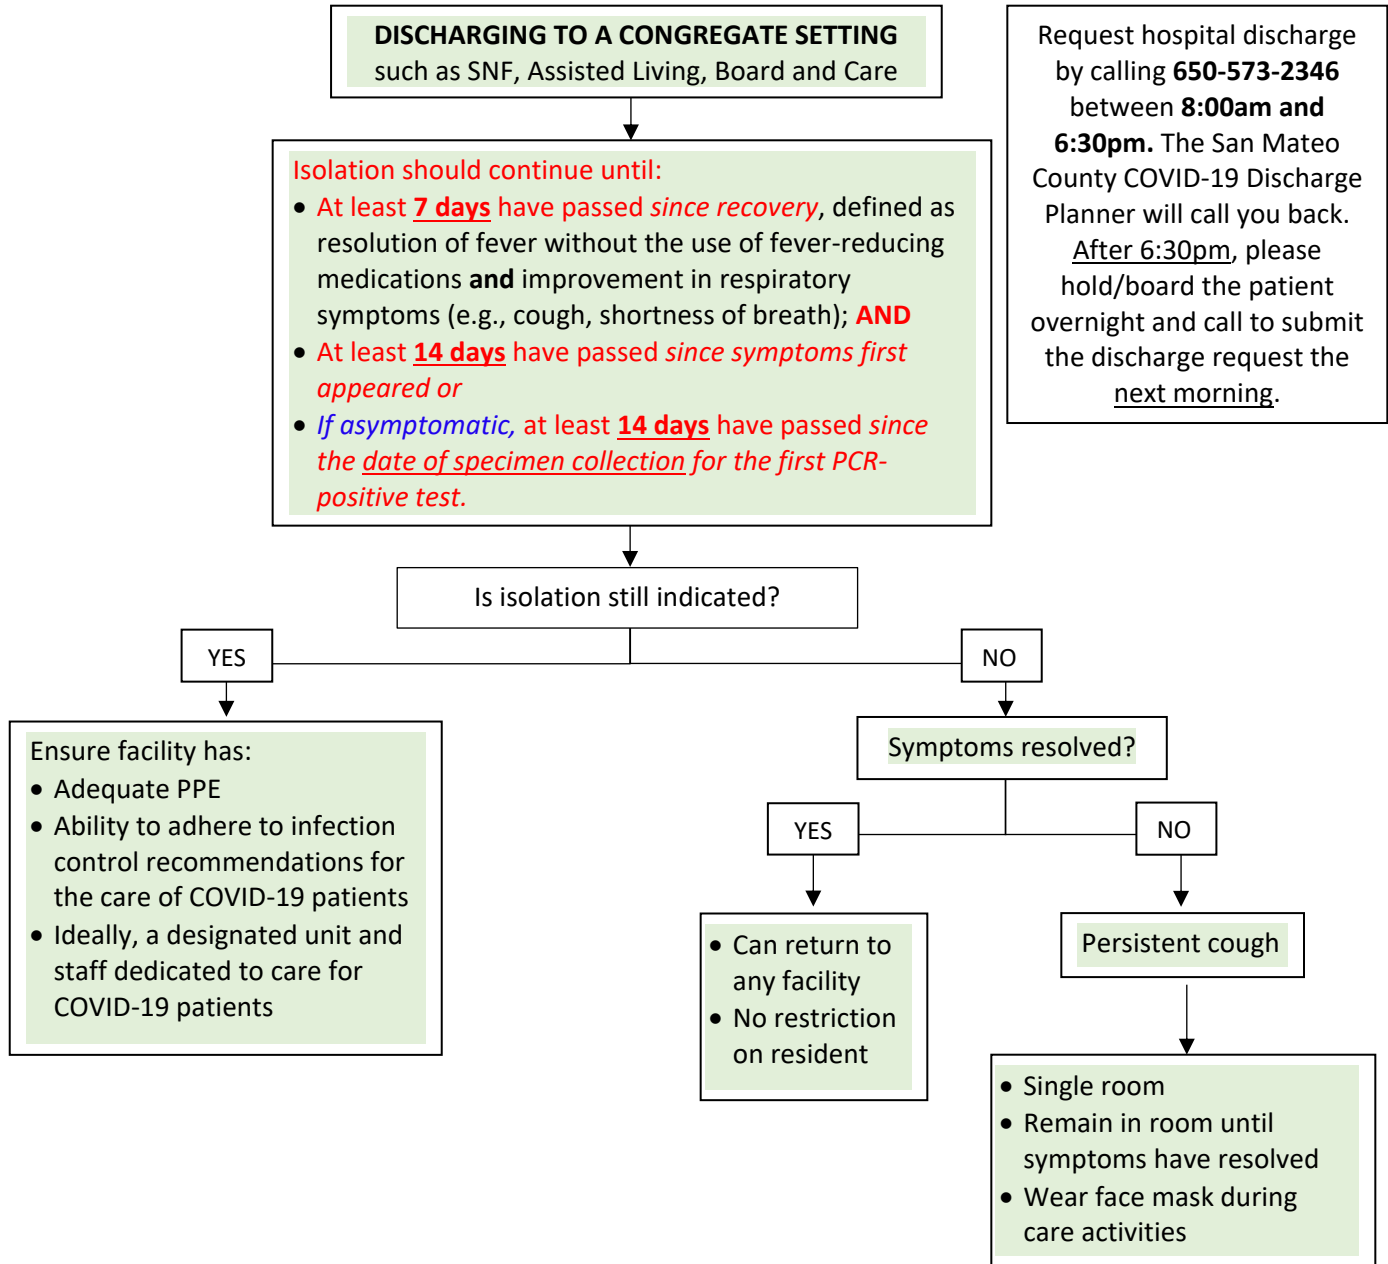 DISCHARGING TO A CONGREGATE SETTING
such as SNF, Assisted Living, Board and Care
Request hospital discharge
by calling 650-573-2346
between 8:00am and
6:30pm. The San Mateo
County COVID-19 Discharge
Planner will call you back.
After 6:30pm, please
hold/board the patient
overnight and call to submit
the discharge request the
next morning.
Isolation should continue until:
• At least 7 days have passed since recovery, defined as
resolution of fever without the use of fever-reducing
medications and improvement in respiratory
symptoms (e.g., cough, shortness of breath); AND
• At least 14 days have passed since symptoms first
appeared or
• If asymptomatic, at least 14 days have passed since
the date of specimen collection for the first PCR-
positive test.
Is isolation still indicated?
YES
NO
Ensure facility has:
• Adequate PPE
• Ability to adhere to infection
control recommendations for
the care of COVID-19 patients
• Ideally, a designated unit and
staff dedicated to care for
COVID-19 patients
Symptoms resolved?
YES
NO
• Can return to
any facility
• No restriction
on resident
Persistent cough
• Single room
• Remain in room until
symptoms have resolved
• Wear face mask during
care activities